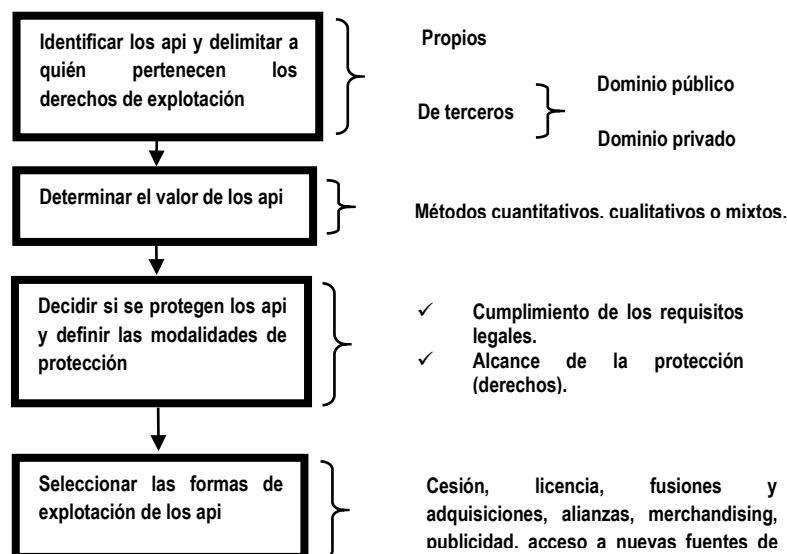 Identificar los api y delimitar a
quién pertenecen los
derechos de explotación
Propios
De terceros
Dominio público
Dominio privado
Determinar el valor de los api
Métodos cuantitativos, cualitativos o mixtos.
Decidir si se protegen los api
y definir las modalidades de
protección
✓ Cumplimiento de los requisitos
legales.
✓ Alcance de la protección
(derechos).
Seleccionar las formas de
explotación de los api
Cesión, licencia, fusiones y
adquisiciones, alianzas, merchandising,
publicidad, acceso a nuevas fuentes de